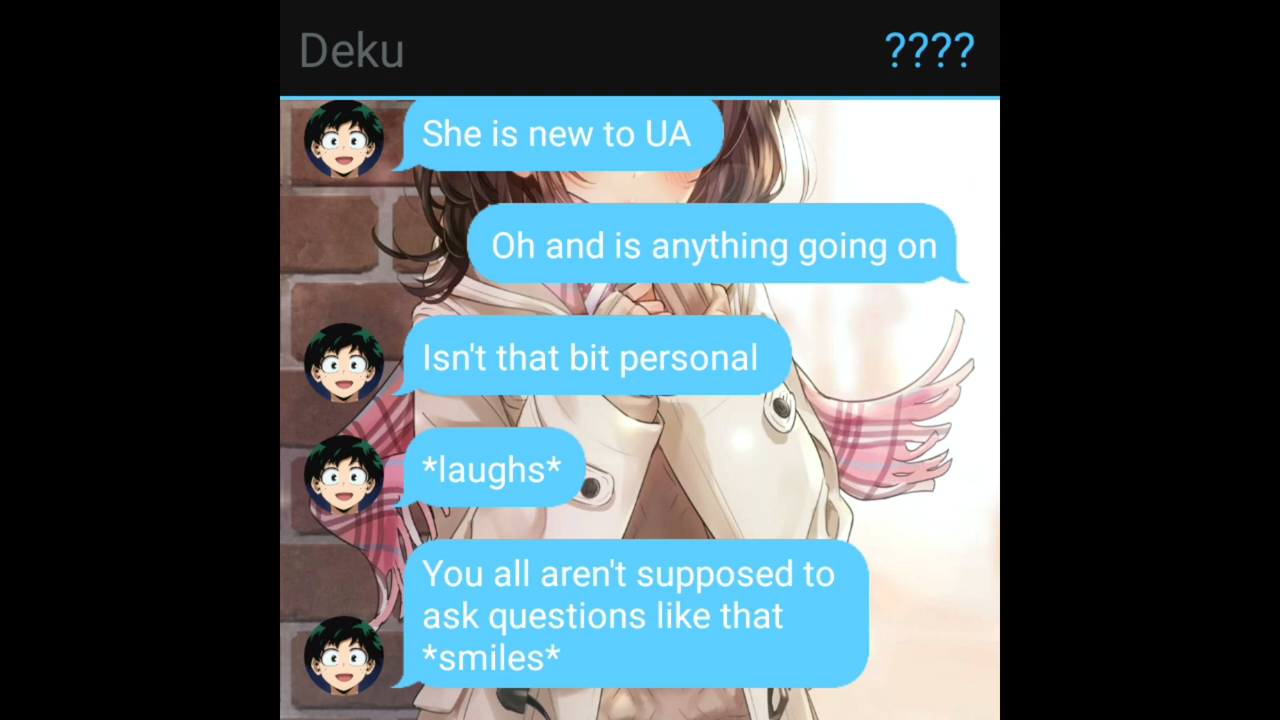 Deku
????
She is new to UA
Oh and is anything going on
Isn't that bit personal
*laughs*
You all aren't supposed to
ask questions like that
*smiles*